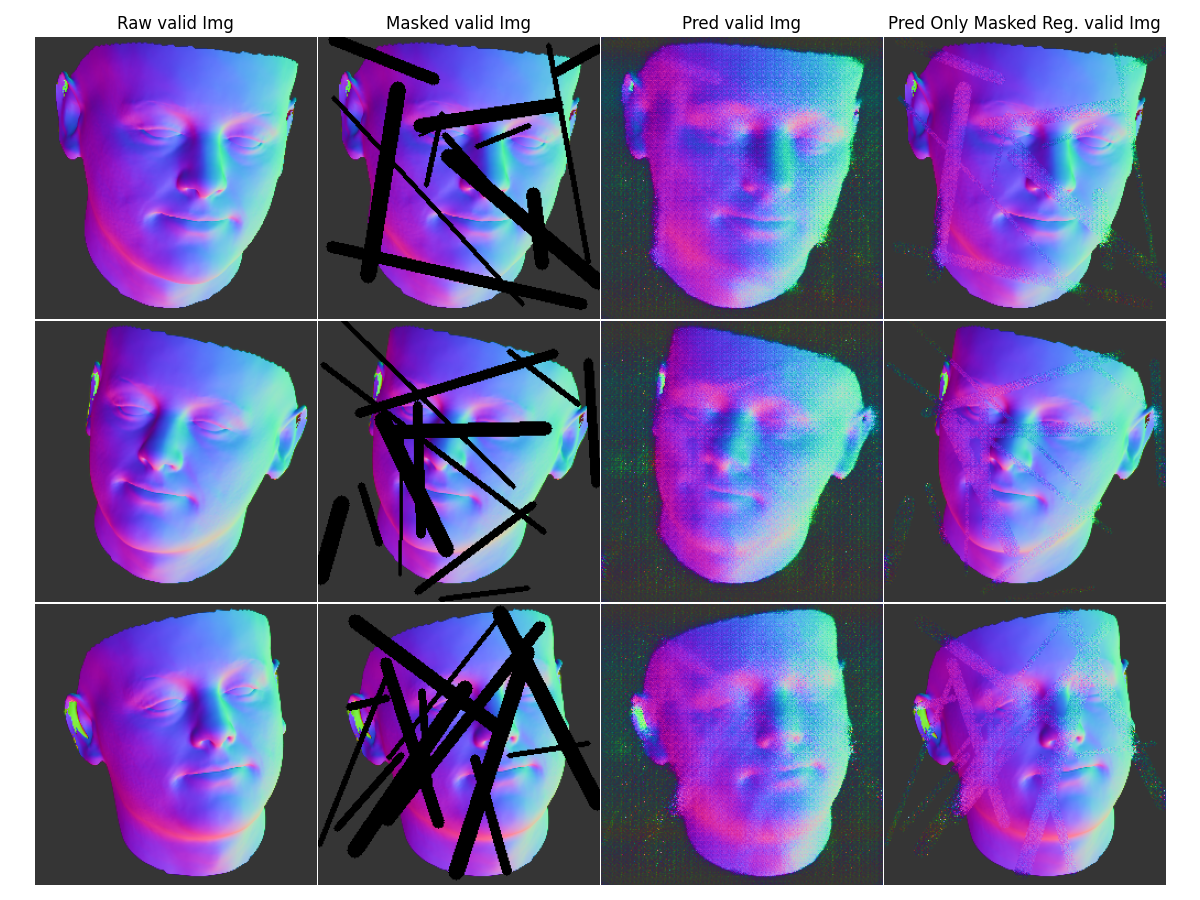 Raw valid Img
Masked valid Img
Pred valid Img
Pred Only Masked Reg. valid Img